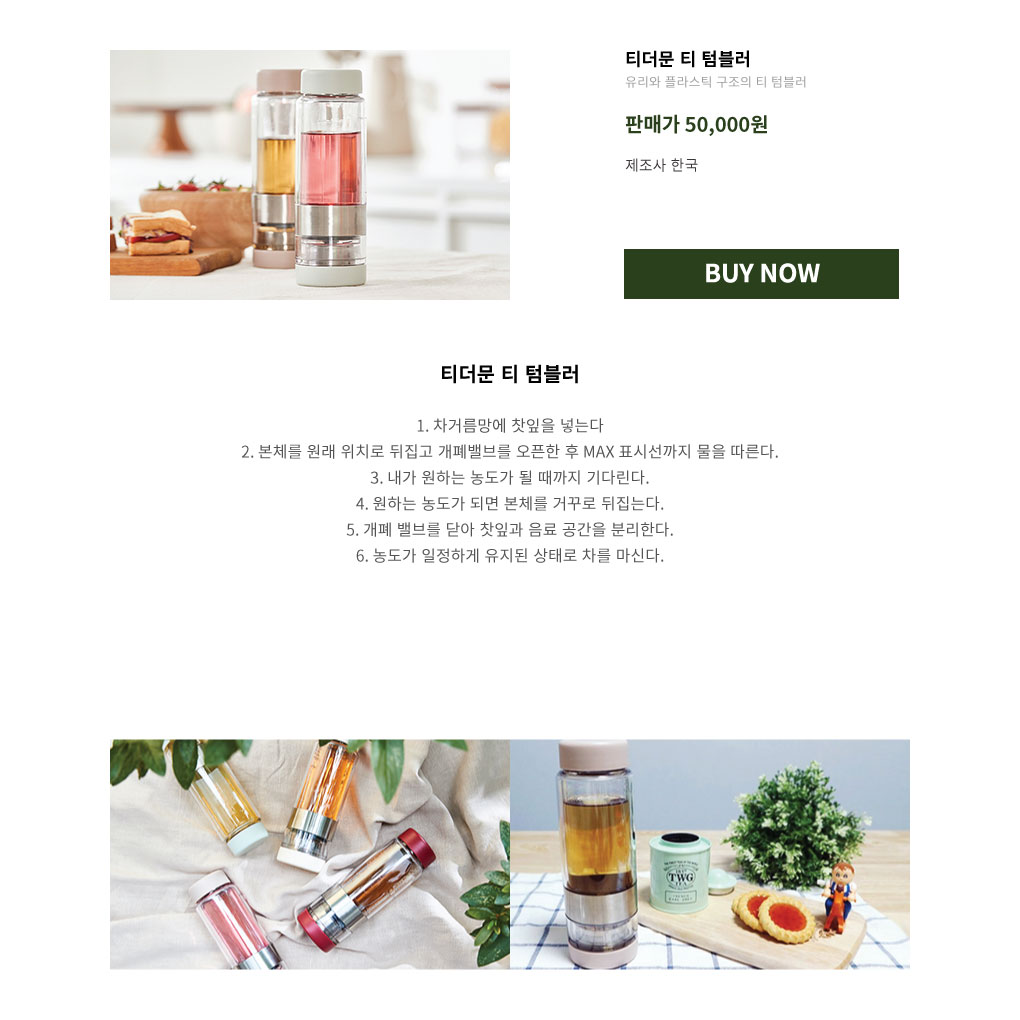 티더문 티 텀블러
유리와 플라스틱 구조의 티 텀블러
판매가 50,000원
제조사 한국
BUY NOW
티더문 티 텀블러
1. 차거름망에 찻잎을 넣는다
2. 본체를 원래 위치로 뒤집고 개폐밸브를 오픈한 후 MAX 표시선까지 물을 따른다.
3. 내가 원하는 농도가 될 때까지 기다린다.
4. 원하는 농도가 되면 본체를 거꾸로 뒤집는다.
5. 개폐 밸브를 닫아 찻잎과 음료 공간을 분리한다.
6. 농도가 일정하게 유지된 상태로 차를 마신다.
TWG
TEA